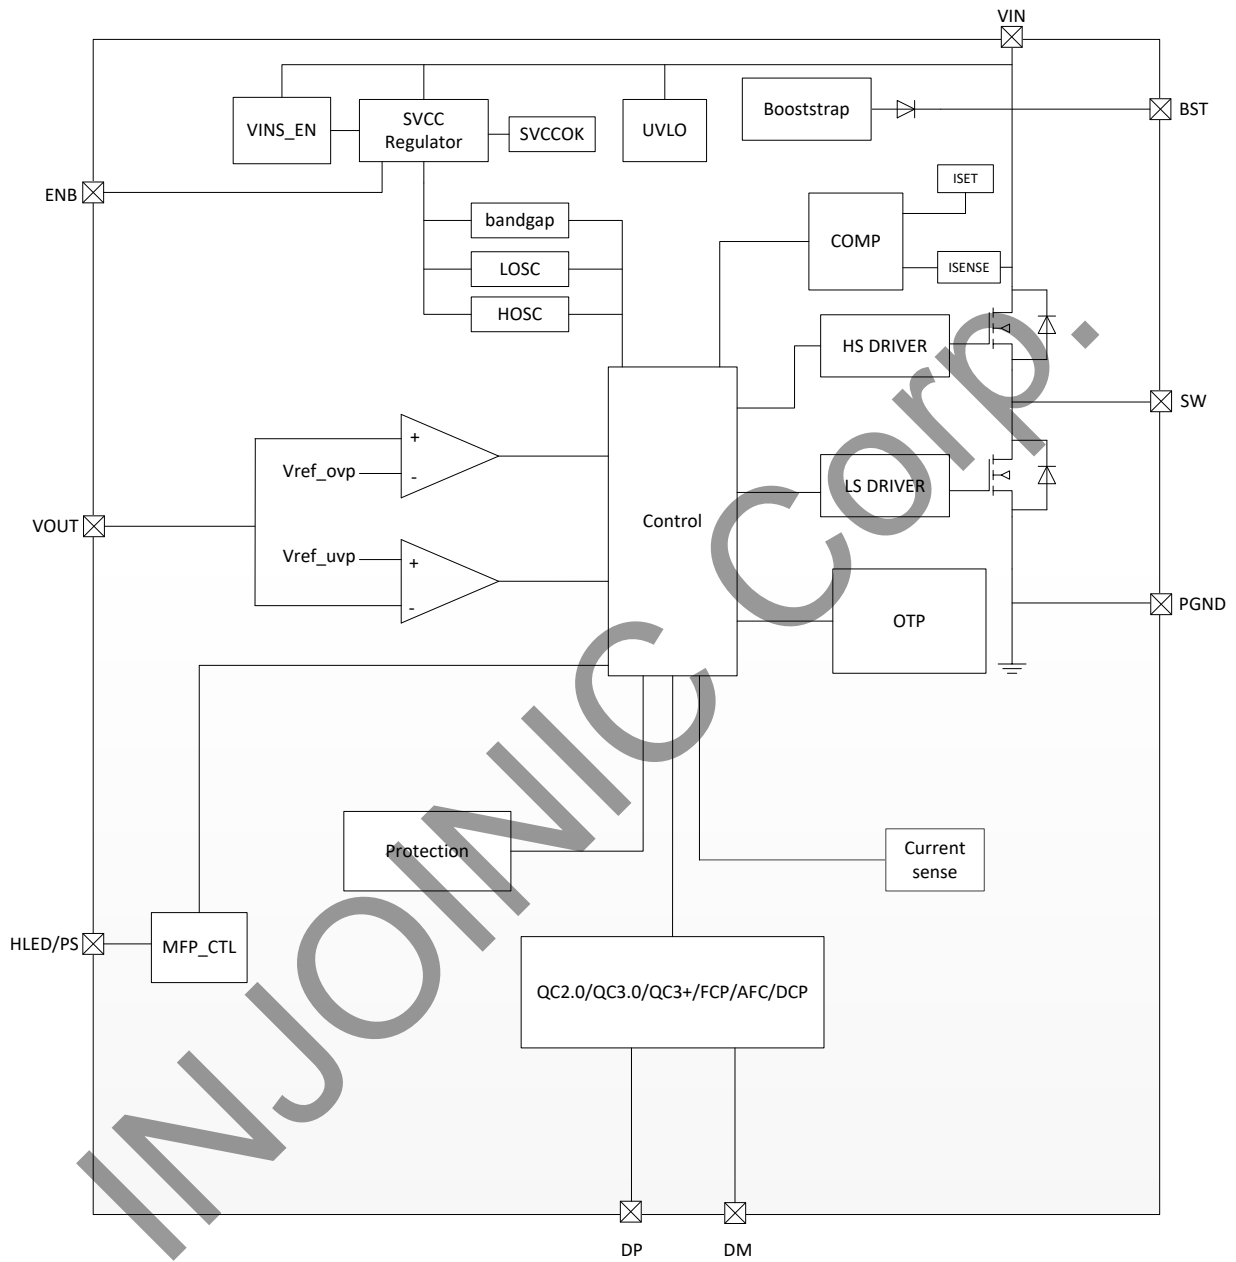 VIN
VINS_EN
SVCC
Regulator
SVCCOK
UVLO
Booststrap
BST
ENB
bandgap
LOSC
HOSC
COMP
ISET
ISENSE
HS DRIVER
SW
Vref_ovp
+
-
VOUT
Vref_uvp
+
-
Control
LS DRIVER
OTP
PGND
Protection
Current
sense
HLED/PS
MFP_CTL
QC2.0/QC3.0/QC3+/FCP/AFC/DCP
DP
DM
INJOINIC Corp.